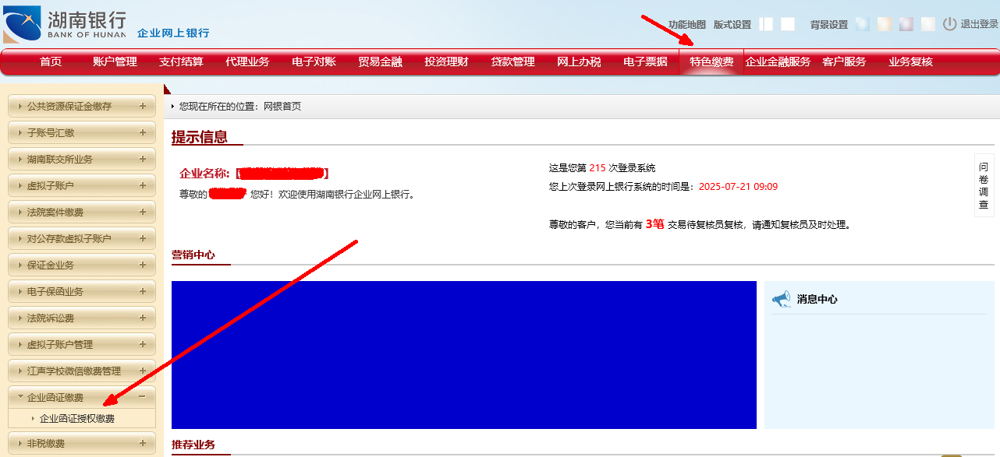 湖南银行
BANK OF HUNAN
企业网上银行
功能地图 版式设置 背景设置 退出登录
首页 账户管理 支付结算 代理业务 电子对账 贸易金融 投资理财 贷款管理 网上办税 电子票据 特色缴费 企业金融服务 客户服务 业务复核
公共资源保证金缴存 +
子账号汇缴 +
湖南联交所业务 +
虚拟子账户 +
法院案件缴费 +
对公存款虚拟子账户 +
保证金业务 +
电子保函业务 +
法院诉讼费 +
虚拟子账户管理 +
江声学校微信缴费管理 +
企业函证缴费 −
企业函证授权缴费
非税缴费 +
您现在所在的位置：网银首页
提示信息
企业名称:【 】
尊敬的 您好！欢迎使用湖南银行企业网上银行。
这是您第 215 次登录系统
您上次登录网上银行系统的时间是：2025-07-21 09:09
尊敬的客户，您当前有 3笔 交易待复核员复核，请通知复核员及时处理。
问卷调查
营销中心
消息中心
推荐业务